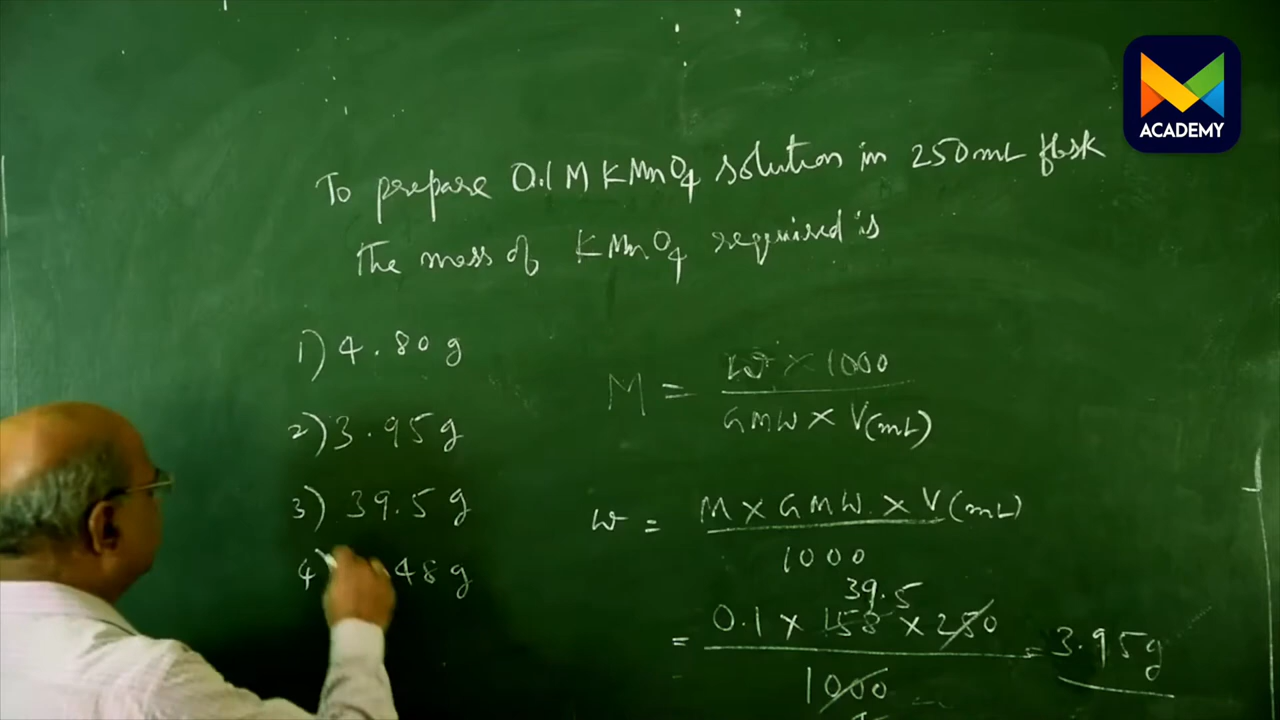 ACADEMY
To prepare 0.1 M KMnO4 solution in 250 mL flask
the mass of KMnO4 required is
1) 4.80 g
2) 3.95 g
3) 39.5 g
4) 48 g
M = W × 1000
GMW × V(mL)
W = M × GMW × V(mL)
1000
39.5
= 0.1 × 158 × 250 = 3.95g
1000